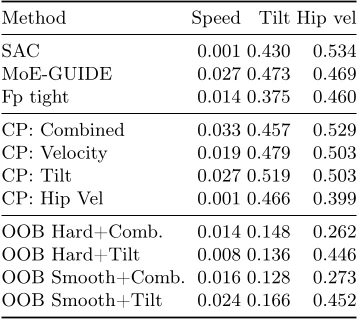 Method Speed Tilt Hip vel
SAC 0.001 0.430 0.534
MoE-GUIDE 0.027 0.473 0.469
Fp tight 0.014 0.375 0.460
CP: Combined 0.033 0.457 0.529
CP: Velocity 0.019 0.479 0.503
CP: Tilt 0.027 0.519 0.503
CP: Hip Vel 0.001 0.466 0.399
OOB Hard+Comb. 0.014 0.148 0.262
OOB Hard+Tilt 0.008 0.136 0.446
OOB Smooth+Comb. 0.016 0.128 0.273
OOB Smooth+Tilt 0.024 0.166 0.452